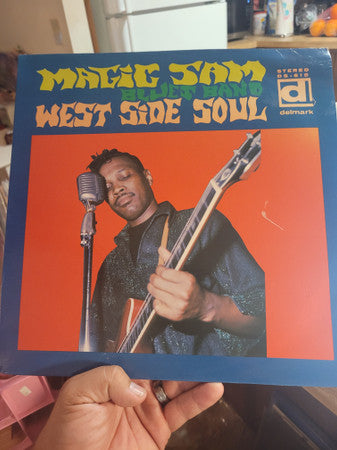 MAGIC SAM
BLUES BAND
WEST SIDE SOUL
STEREO
DS-615
d
delmark